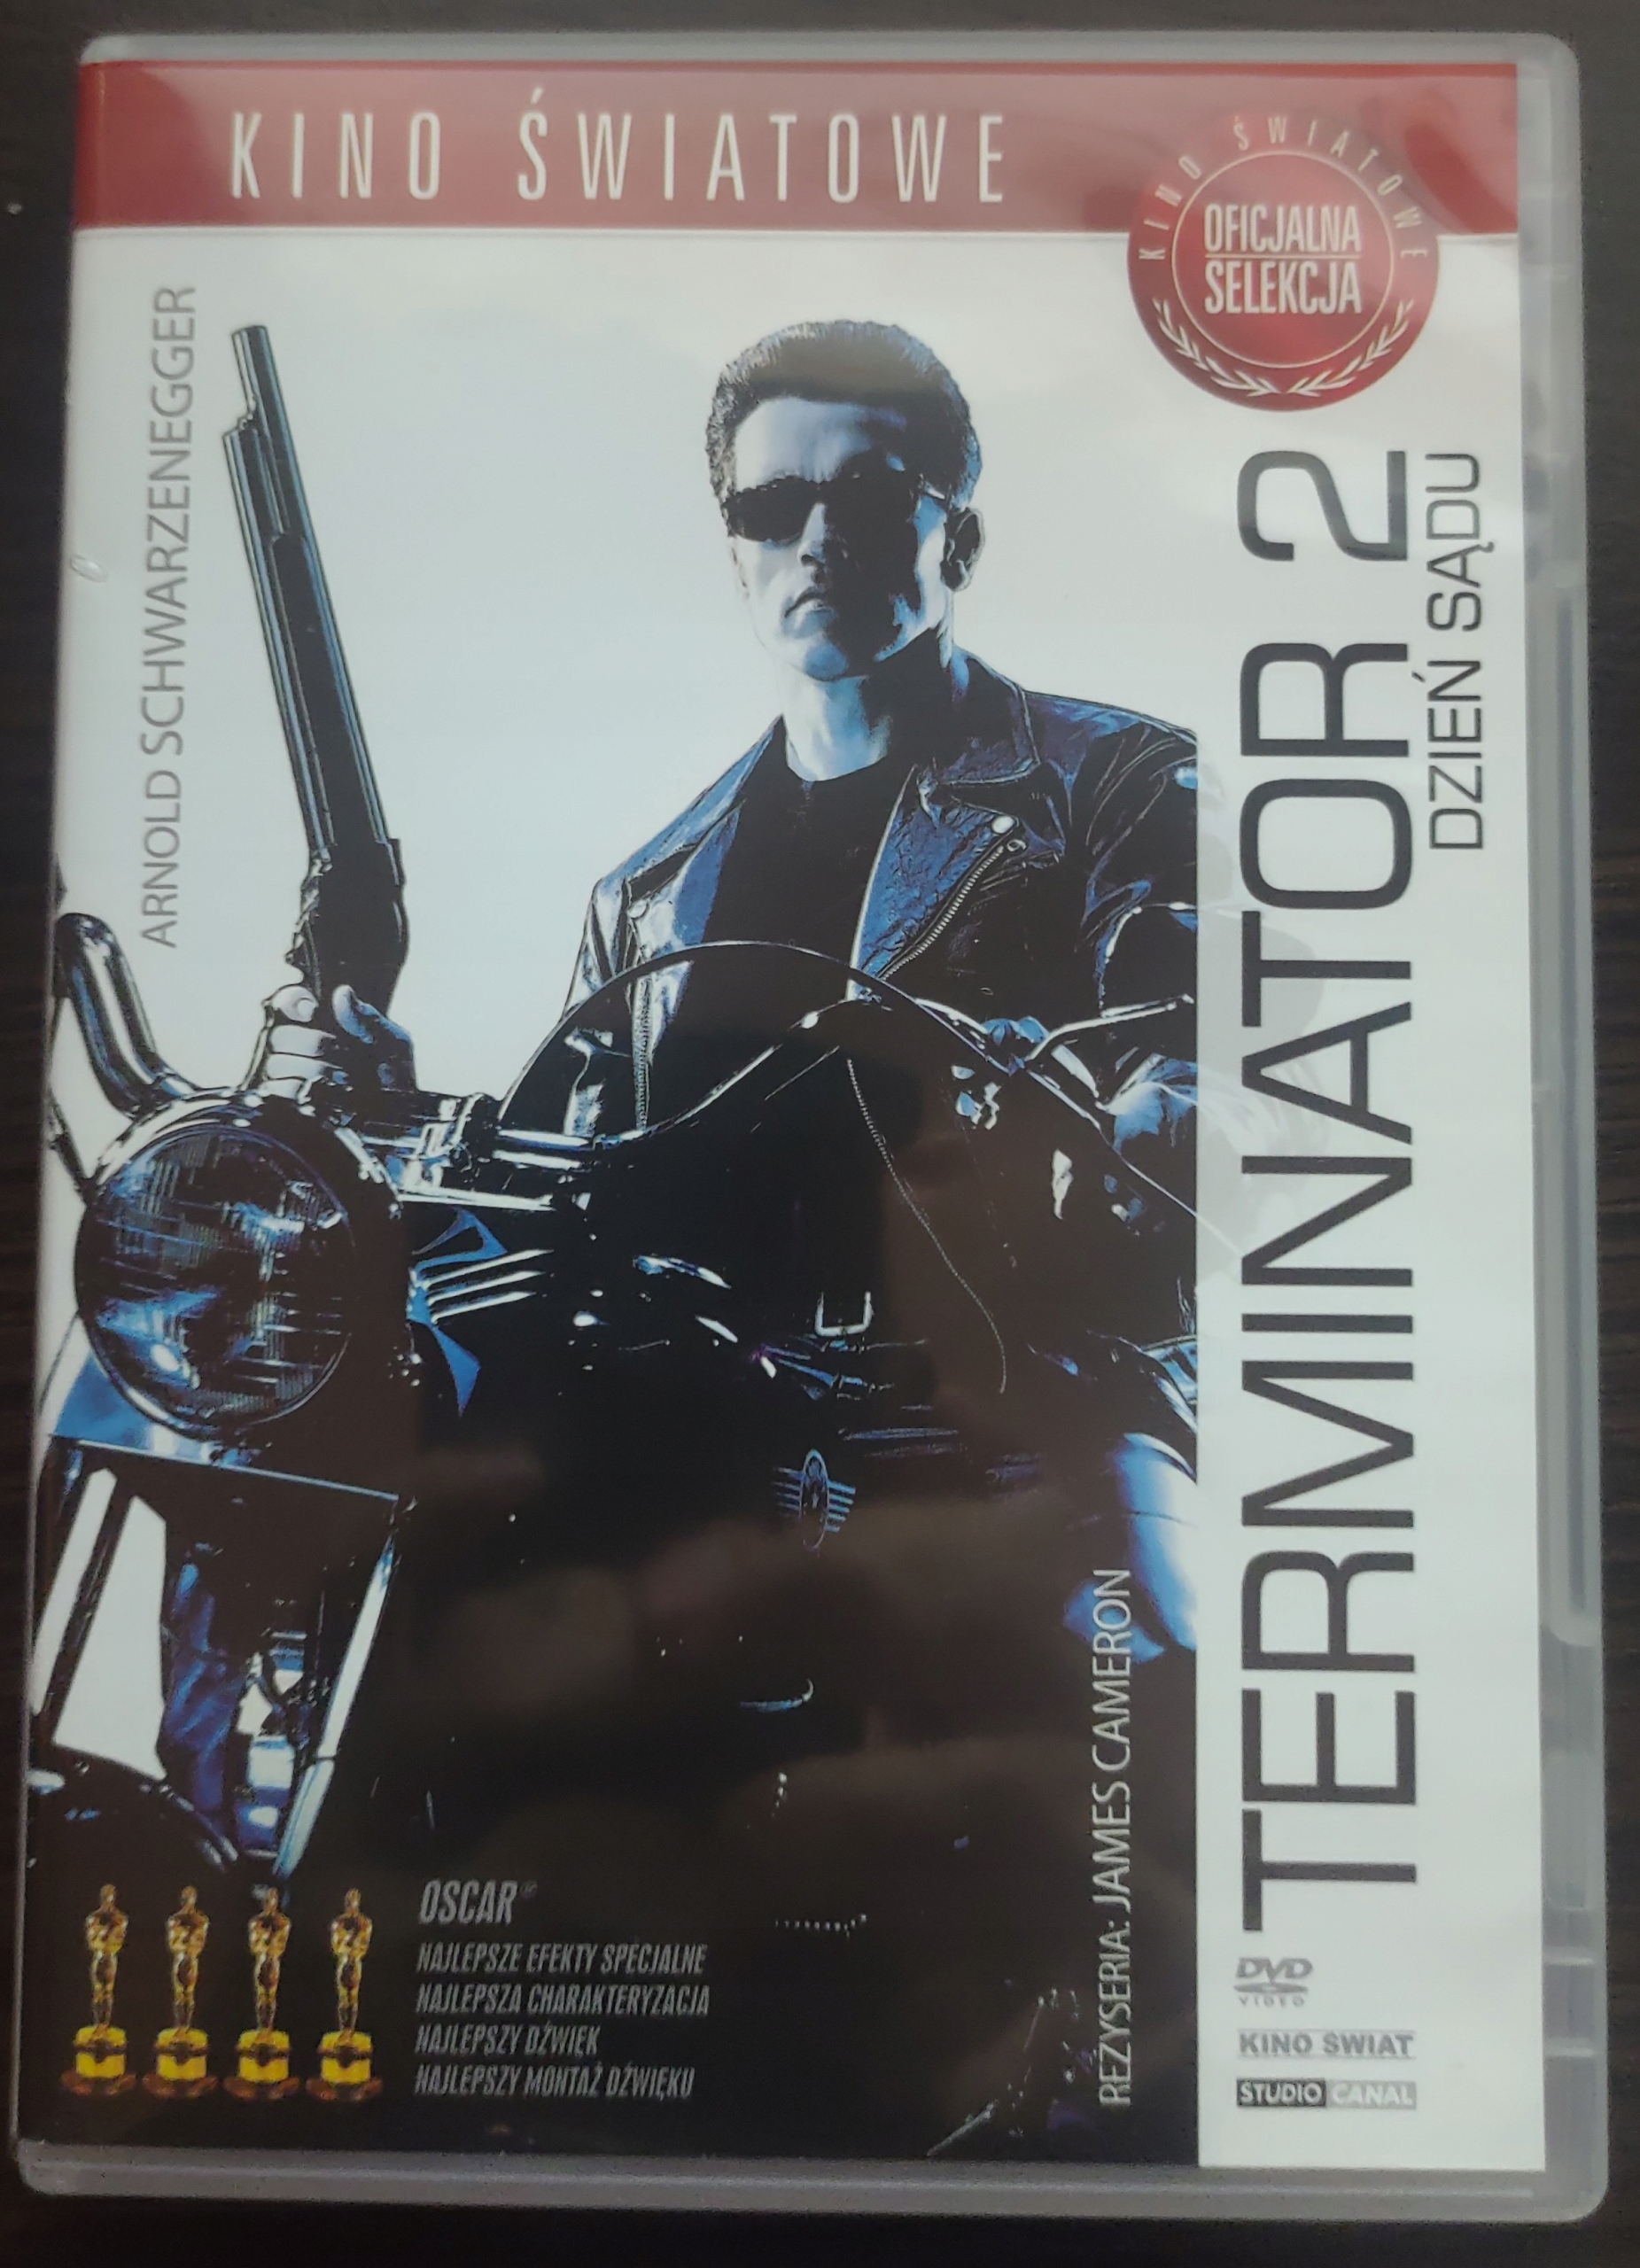 KINO ŚWIATOWE
KINO ŚWIATOWE
OFICJALNA
SELEKCJA
ARNOLD SCHWARZENEGGER
TERMINATOR 2
DZIEŃ SĄDU
REŻYSERIA: JAMES CAMERON
OSCAR®
NAJLEPSZE EFEKTY SPECJALNE
NAJLEPSZA CHARAKTERYZACJA
NAJLEPSZY DŹWIĘK
NAJLEPSZY MONTAŻ DŹWIĘKU
DVD
VIDEO
KINO ŚWIAT
STUDIO CANAL